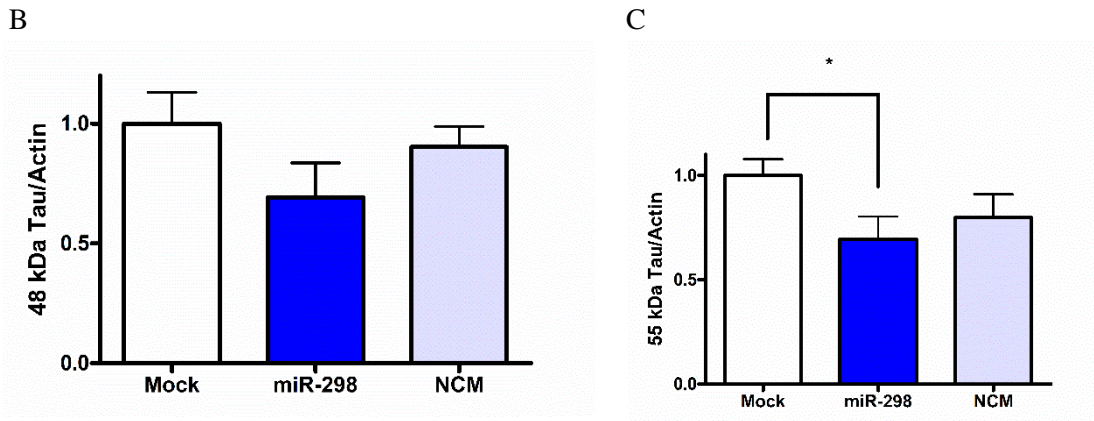 B
48 kDa Tau/Actin
1.0
0.5
0.0
Mock miR-298 NCM
C
*
55 kDa Tau/Actin
1.0
0.5
0.0
Mock miR-298 NCM